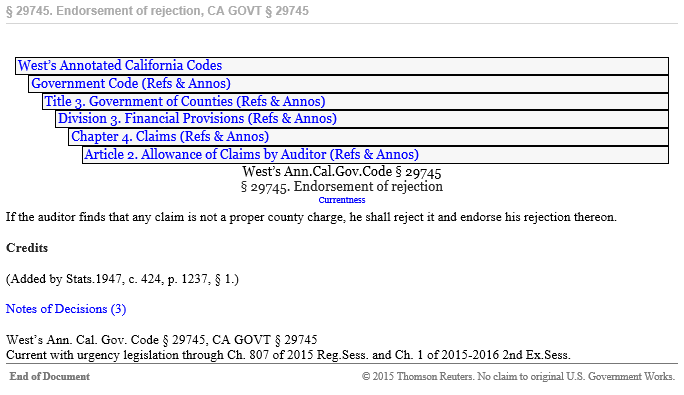 § 29745. Endorsement of rejection, CA GOVT § 29745
West's Annotated California Codes
Government Code (Refs & Annos)
Title 3. Government of Counties (Refs & Annos)
Division 3. Financial Provisions (Refs & Annos)
Chapter 4. Claims (Refs & Annos)
Article 2. Allowance of Claims by Auditor (Refs & Annos)
West's Ann.Cal.Gov.Code § 29745
§ 29745. Endorsement of rejection
Currentness
If the auditor finds that any claim is not a proper county charge, he shall reject it and endorse his rejection thereon.
Credits
(Added by Stats.1947, c. 424, p. 1237, § 1.)
Notes of Decisions (3)
West's Ann. Cal. Gov. Code § 29745, CA GOVT § 29745
Current with urgency legislation through Ch. 807 of 2015 Reg.Sess. and Ch. 1 of 2015-2016 2nd Ex.Sess.
End of Document © 2015 Thomson Reuters. No claim to original U.S. Government Works.